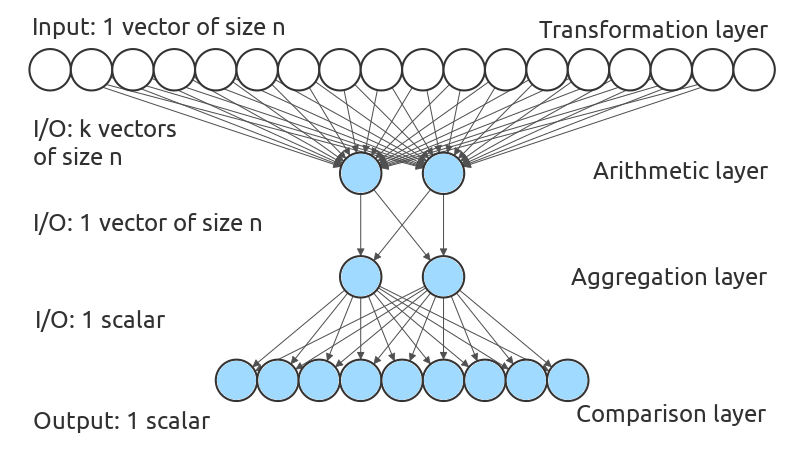 Input: 1 vector of size n
Transformation layer
I/O: k vectors
of size n
Arithmetic layer
I/O: 1 vector of size n
Aggregation layer
I/O: 1 scalar
Comparison layer
Output: 1 scalar